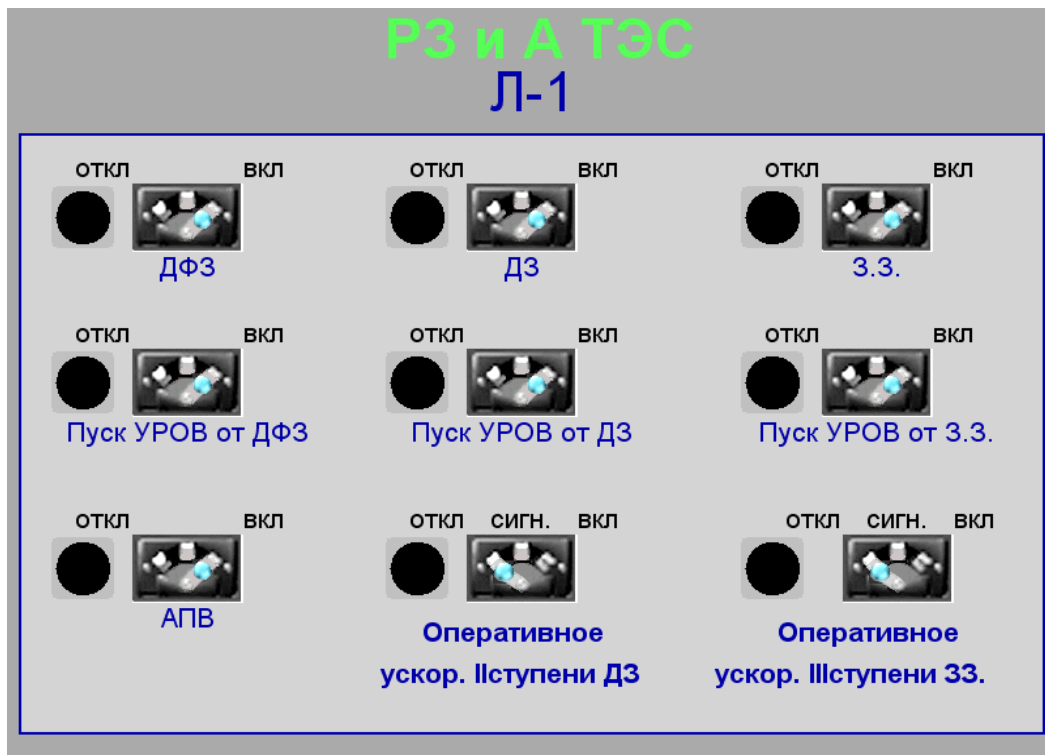 РЗ и А ТЭС
Л-1
ОТКЛ ВКЛ ОТКЛ ВКЛ ОТКЛ ВКЛ
ДФЗ ДЗ З.З.
ОТКЛ ВКЛ ОТКЛ ВКЛ ОТКЛ ВКЛ
Пуск УРОВ от ДФЗ Пуск УРОВ от ДЗ Пуск УРОВ от З.З.
ОТКЛ ВКЛ ОТКЛ СИГН. ВКЛ ОТКЛ СИГН. ВКЛ
АПВ
Оперативное Оперативное
ускор. IIступени ДЗ ускор. IIIступени ЗЗ.